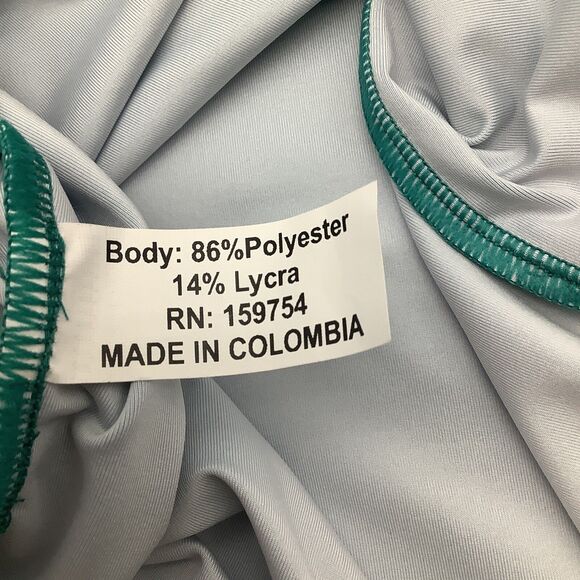 Body: 86%Polyester
14% Lycra
RN: 159754
MADE IN COLOMBIA